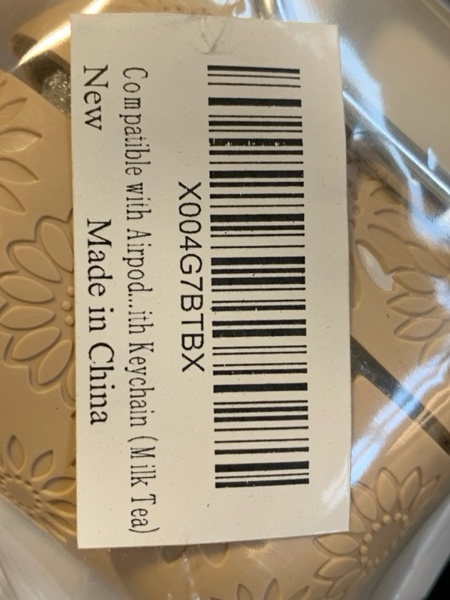 X004G7BTBX
Compatible with Airpod...ith Keychain (Milk Tea)
New Made in China